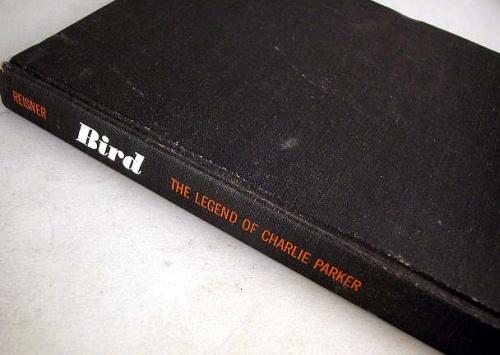 REISNER
Bird
THE LEGEND OF CHARLIE PARKER